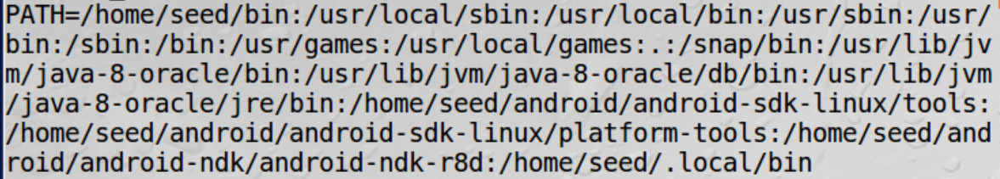 PATH=/home/seed/bin:/usr/local/sbin:/usr/local/bin:/usr/sbin:/usr/
bin:/sbin:/bin:/usr/games:/usr/local/games:.:/snap/bin:/usr/lib/jv
m/java-8-oracle/bin:/usr/lib/jvm/java-8-oracle/db/bin:/usr/lib/jvm
/java-8-oracle/jre/bin:/home/seed/android/android-sdk-linux/tools:
/home/seed/android/android-sdk-linux/platform-tools:/home/seed/and
roid/android-ndk/android-ndk-r8d:/home/seed/.local/bin